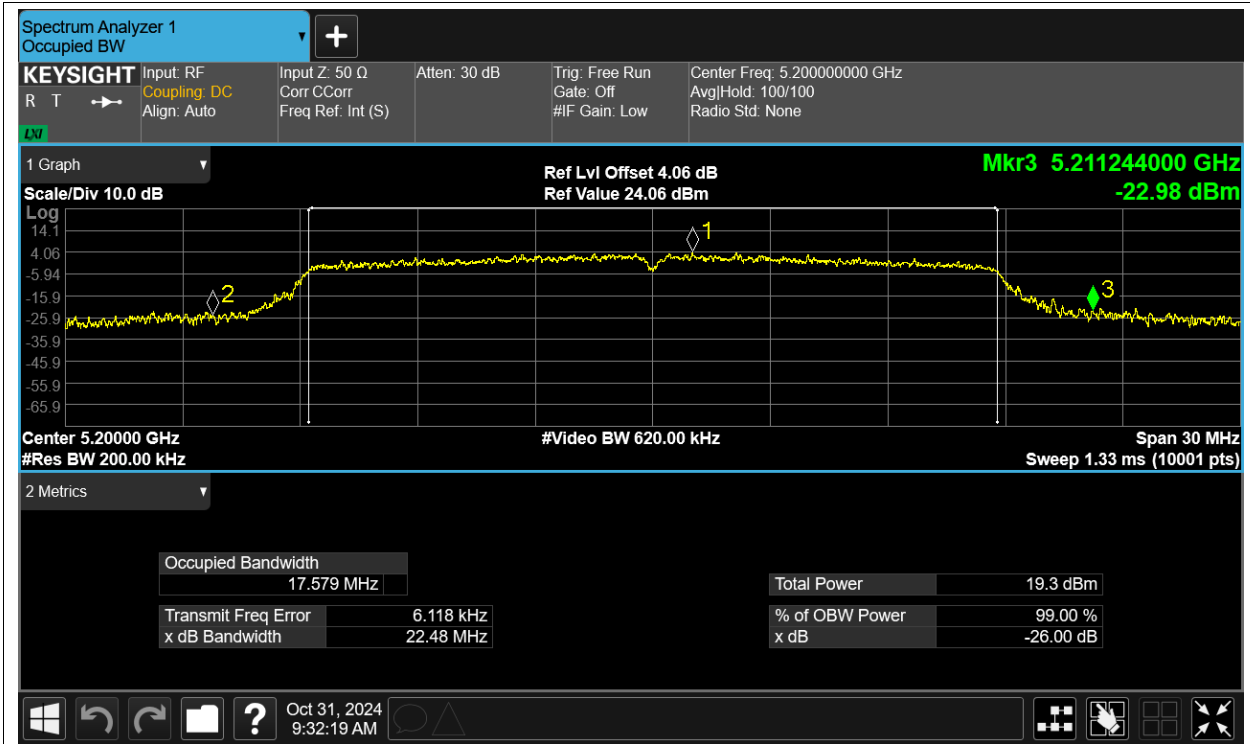 Spectrum Analyzer 1
Occupied BW
KEYSIGHT
R T
LXI
Input: RF
Coupling: DC
Align: Auto
Input Z: 50 Ω
Corr CCorr
Freq Ref: Int (S)
Atten: 30 dB
Trig: Free Run
Gate: Off
#IF Gain: Low
Center Freq: 5.200000000 GHz
Avg|Hold: 100/100
Radio Std: None
1 Graph
Scale/Div 10.0 dB
Ref Lvl Offset 4.06 dB
Ref Value 24.06 dBm
Mkr3 5.211244000 GHz
-22.98 dBm
Log
14.1
4.06
-5.94
-15.9
-25.9
-35.9
-45.9
-55.9
-65.9
1
2
3
Center 5.20000 GHz
#Video BW 620.00 kHz
Span 30 MHz
#Res BW 200.00 kHz
Sweep 1.33 ms (10001 pts)
2 Metrics
Occupied Bandwidth
17.579 MHz
Transmit Freq Error 6.118 kHz
x dB Bandwidth 22.48 MHz
Total Power 19.3 dBm
% of OBW Power 99.00 %
x dB -26.00 dB
?
Oct 31, 2024
9:32:19 AM